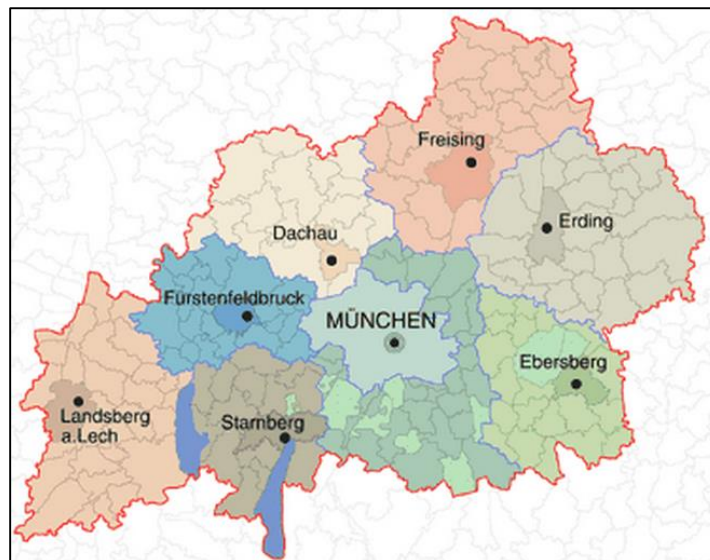 Freising
Erding
Dachau
Fürstenfeldbruck
MÜNCHEN
Ebersberg
Landsberg
a.Lech
Starnberg